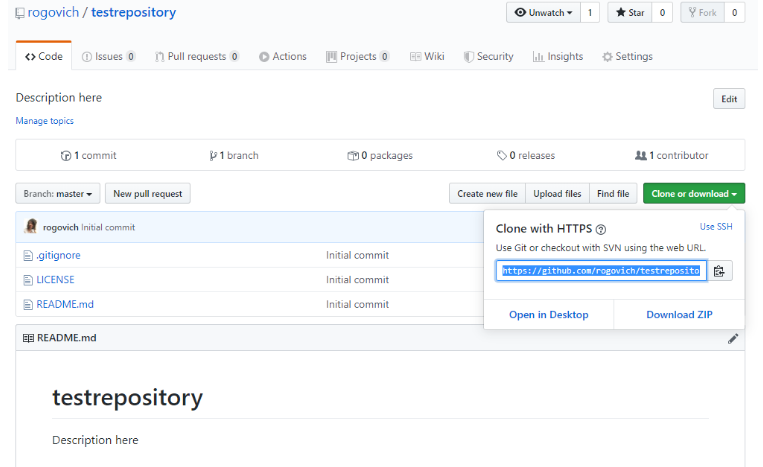 rogovich / testrepository
Unwatch 1 Star 0 Fork 0
Code Issues 0 Pull requests 0 Actions Projects 0 Wiki Security Insights Settings
Description here
Edit
Manage topics
1 commit 1 branch 0 packages 0 releases 1 contributor
Branch: master New pull request Create new file Upload files Find file Clone or download
rogovich Initial commit
.gitignore Initial commit
LICENSE Initial commit
README.md Initial commit
Clone with HTTPS ? Use SSH
Use Git or checkout with SVN using the web URL.
https://github.com/rogovich/testreposito
Open in Desktop Download ZIP
README.md
testrepository
Description here